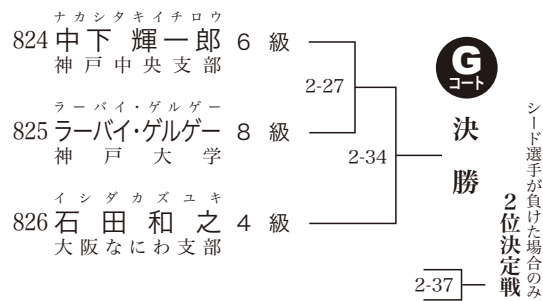 ナカシタキイチロウ
824 中下 輝一郎 6 級
神戸中央支部
2-27
ラーバイ・ゲルゲー
825 ラーバイ・ゲルゲー 8 級
神戸大学
2-34
イシダカズユキ
826 石田和之 4 級
大阪なにわ支部
G
コート
決勝
シード選手が負けた場合のみ
2位決定戦
2-37